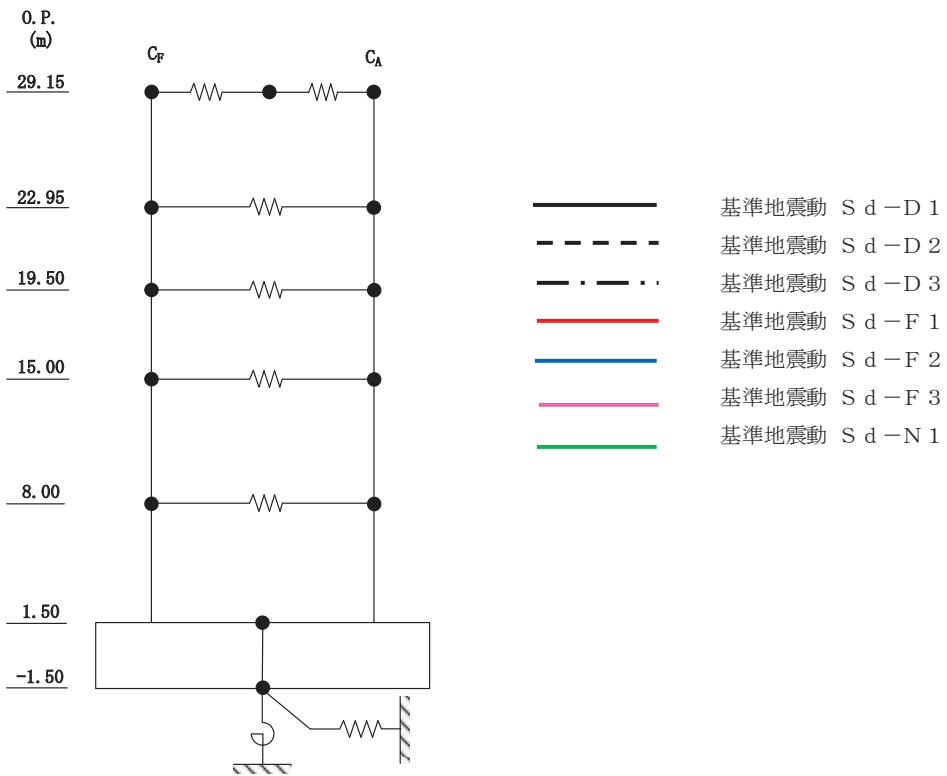 O.P.
(m)
C_F
C_A
29.15
22.95
19.50
15.00
8.00
1.50
-1.50
基準地震動 Ｓｄ－Ｄ１
基準地震動 Ｓｄ－Ｄ２
基準地震動 Ｓｄ－Ｄ３
基準地震動 Ｓｄ－Ｆ１
基準地震動 Ｓｄ－Ｆ２
基準地震動 Ｓｄ－Ｆ３
基準地震動 Ｓｄ－Ｎ１